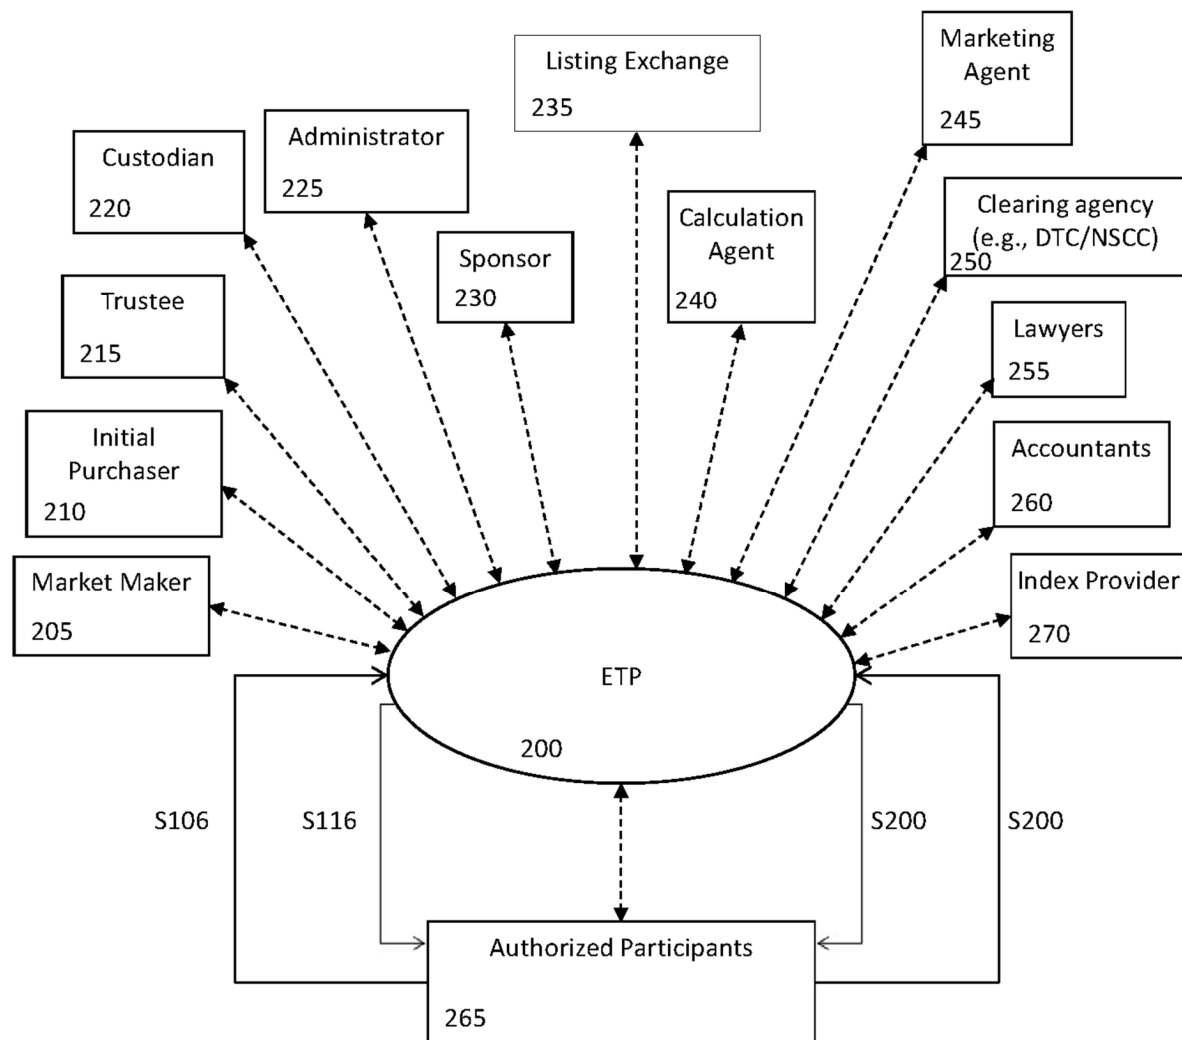 Marketing
Agent
245
Listing Exchange
235
Administrator
225
Custodian
220
Clearing agency
(e.g., DTC/NSCC)
250
Calculation
Agent
240
Sponsor
230
Trustee
215
Lawyers
255
Initial
Purchaser
210
Accountants
260
Market Maker
205
Index Provider
270
ETP
200
S106
S116
S200
S200
Authorized Participants
265